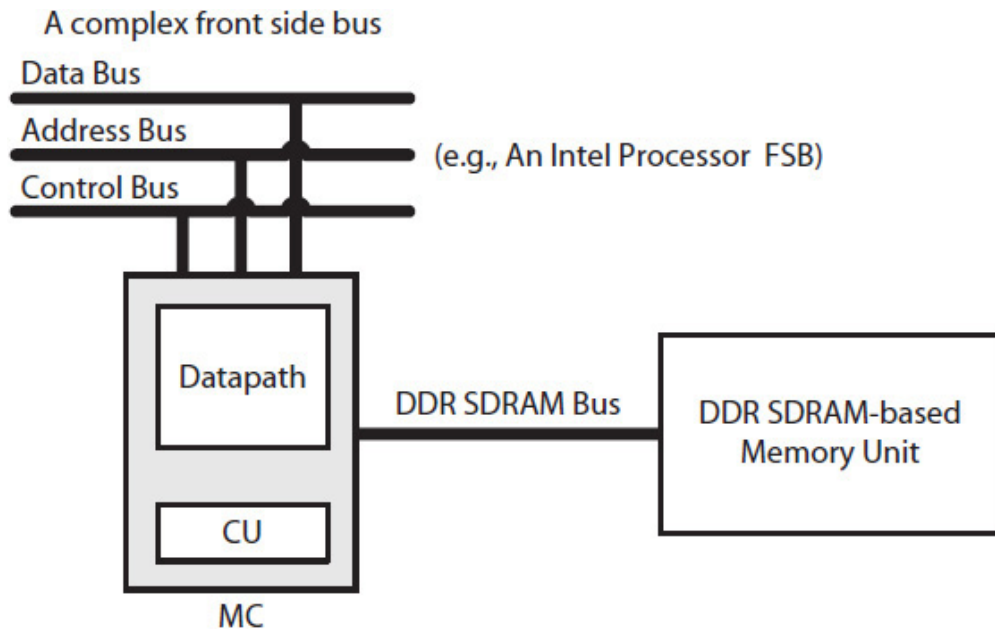 A complex front side bus
Data Bus
Address Bus
(e.g., An Intel Processor FSB)
Control Bus
Datapath
DDR SDRAM Bus
DDR SDRAM-based
Memory Unit
CU
MC